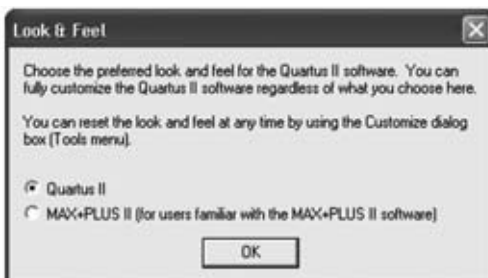 Look & Feel
Choose the preferred look and feel for the Quartus II software. You can
fully customize the Quartus II software regardless of what you choose here.
You can reset the look and feel at any time by using the Customize dialog
box (Tools menu).
Quartus II
MAX+PLUS II (for users familiar with the MAX+PLUS II software)
OK